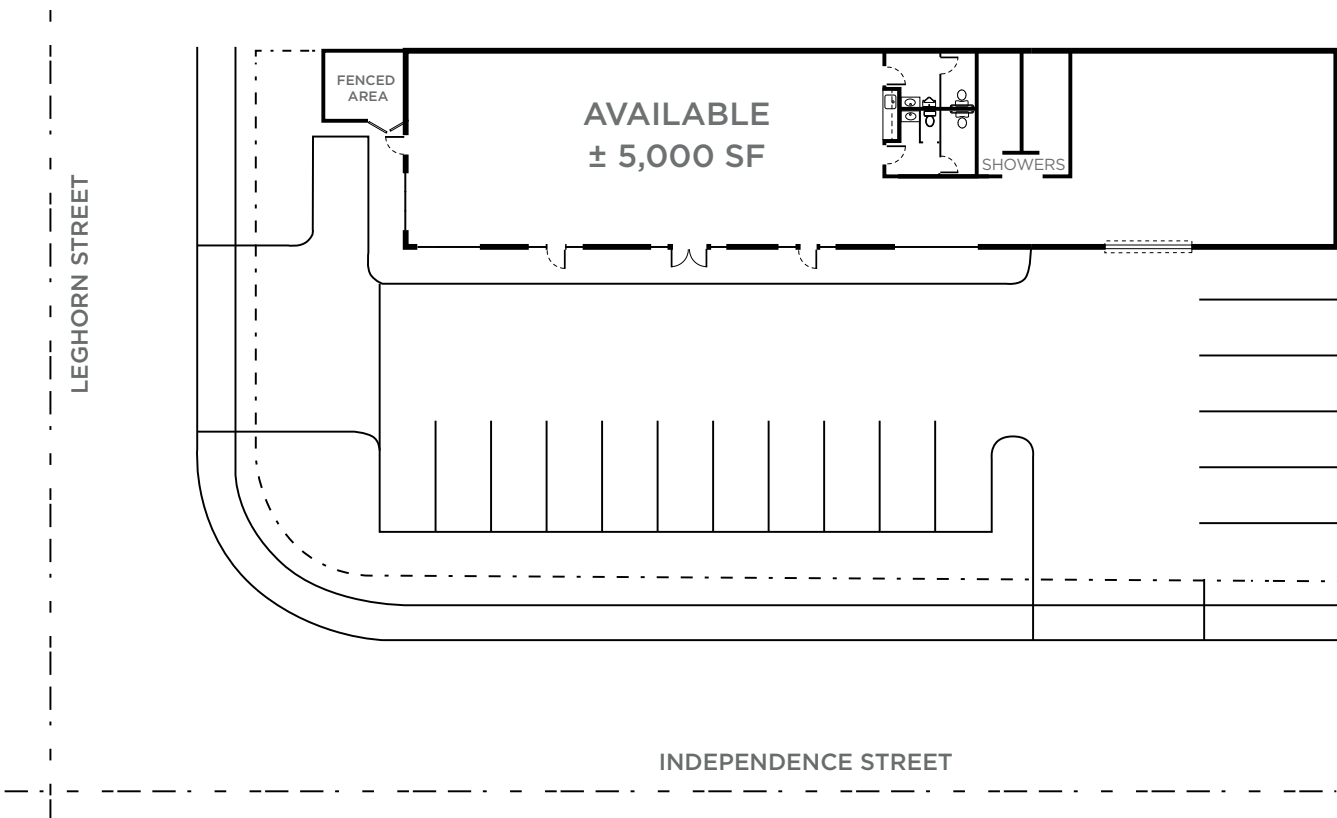 FENCED
AREA
AVAILABLE
± 5,000 SF
SHOWERS
LEGHORN STREET
INDEPENDENCE STREET